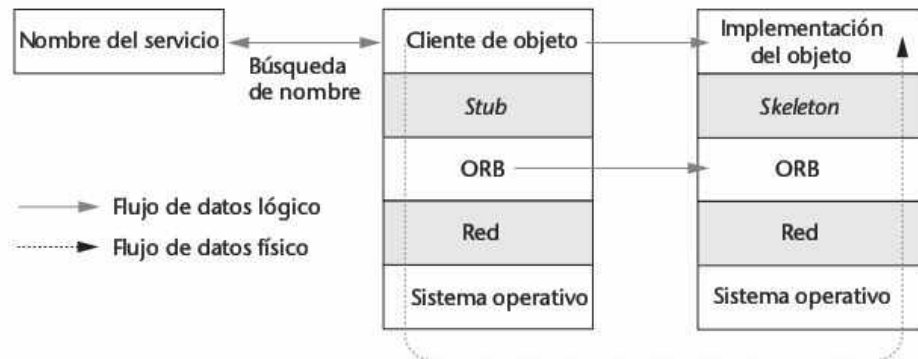 Nombre del servicio
Búsqueda
de nombre
Cliente de objeto
Stub
ORB
Red
Sistema operativo
Implementación
del objeto
Skeleton
ORB
Red
Sistema operativo
Flujo de datos lógico
Flujo de datos físico